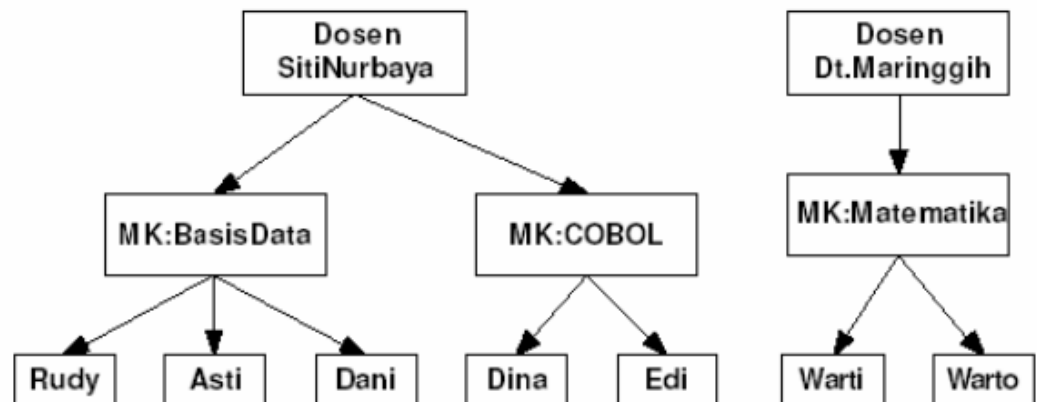 Dosen
SitiNurbaya
Dosen
Dt.Maringgih
MK:BasisData
MK:COBOL
MK:Matematika
Rudy
Asti
Dani
Dina
Edi
Warti
Warto